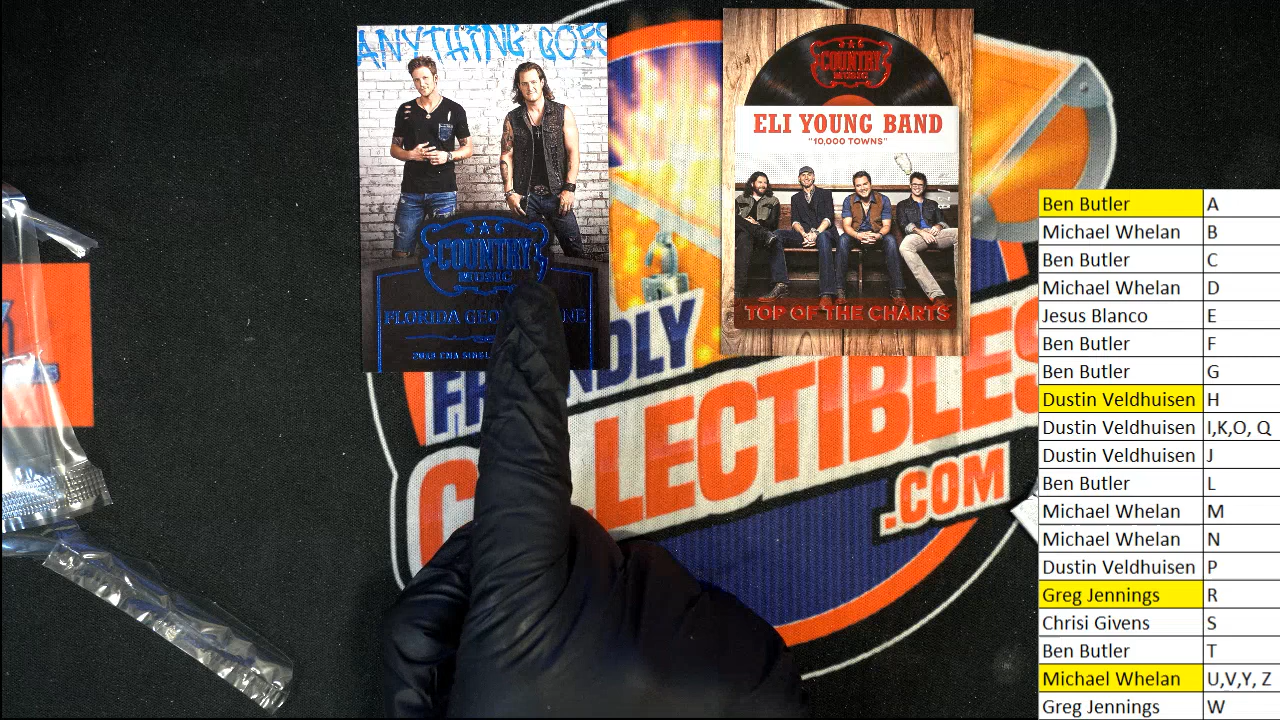 ANYTHING GOES
COUNTRY
MUSIC
FLORIDA
COUNTRY
MUSIC
ELI YOUNG BAND
"10,000 TOWNS"
TOP OF THE CHARTS
COLLECTIBLES
.COM
Ben Butler A
Michael Whelan B
Ben Butler C
Michael Whelan D
Jesus Blanco E
Ben Butler F
Ben Butler G
Dustin Veldhuisen H
Dustin Veldhuisen I,K,O, Q
Dustin Veldhuisen J
Ben Butler L
Michael Whelan M
Michael Whelan N
Dustin Veldhuisen P
Greg Jennings R
Chrisi Givens S
Ben Butler T
Michael Whelan U,V,Y, Z
Greg Jennings W